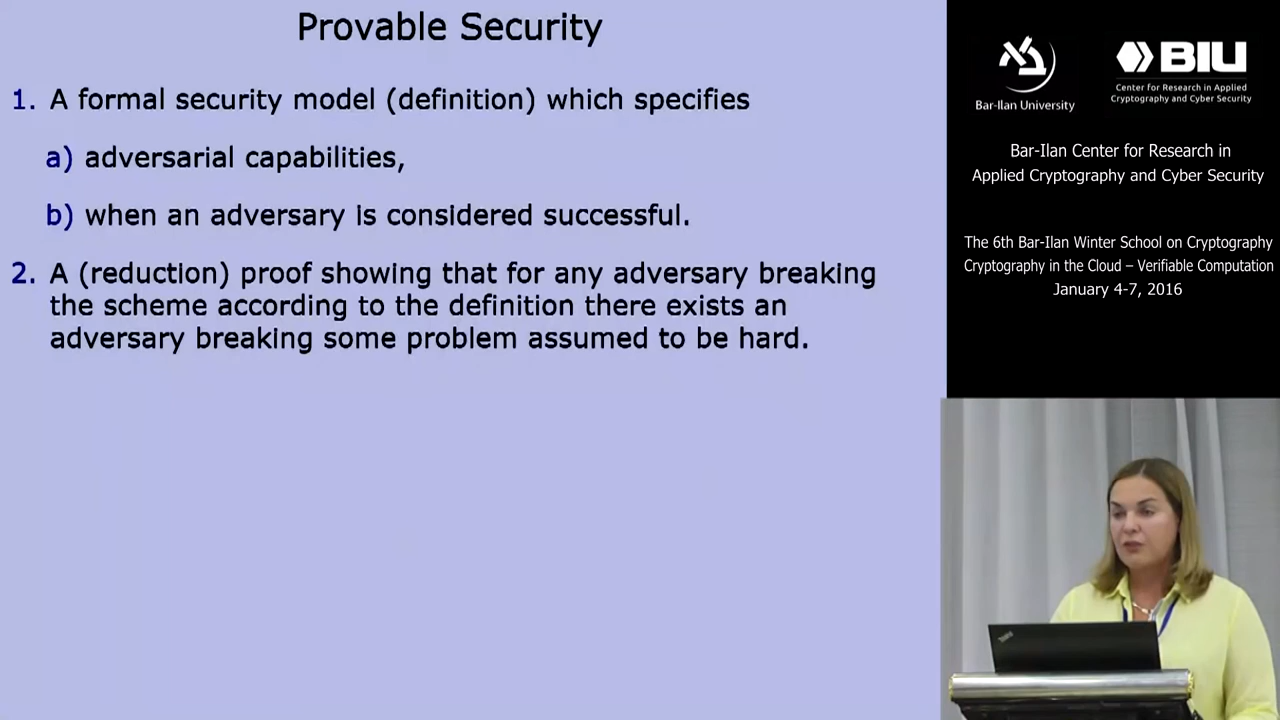 Provable Security
1. A formal security model (definition) which specifies
a) adversarial capabilities,
b) when an adversary is considered successful.
2. A (reduction) proof showing that for any adversary breaking
the scheme according to the definition there exists an
adversary breaking some problem assumed to be hard.
Bar-Ilan University
BIU
Center for Research in Applied
Cryptography and Cyber Security
Bar-Ilan Center for Research in
Applied Cryptography and Cyber Security
The 6th Bar-Ilan Winter School on Cryptography
Cryptography in the Cloud – Verifiable Computation
January 4-7, 2016